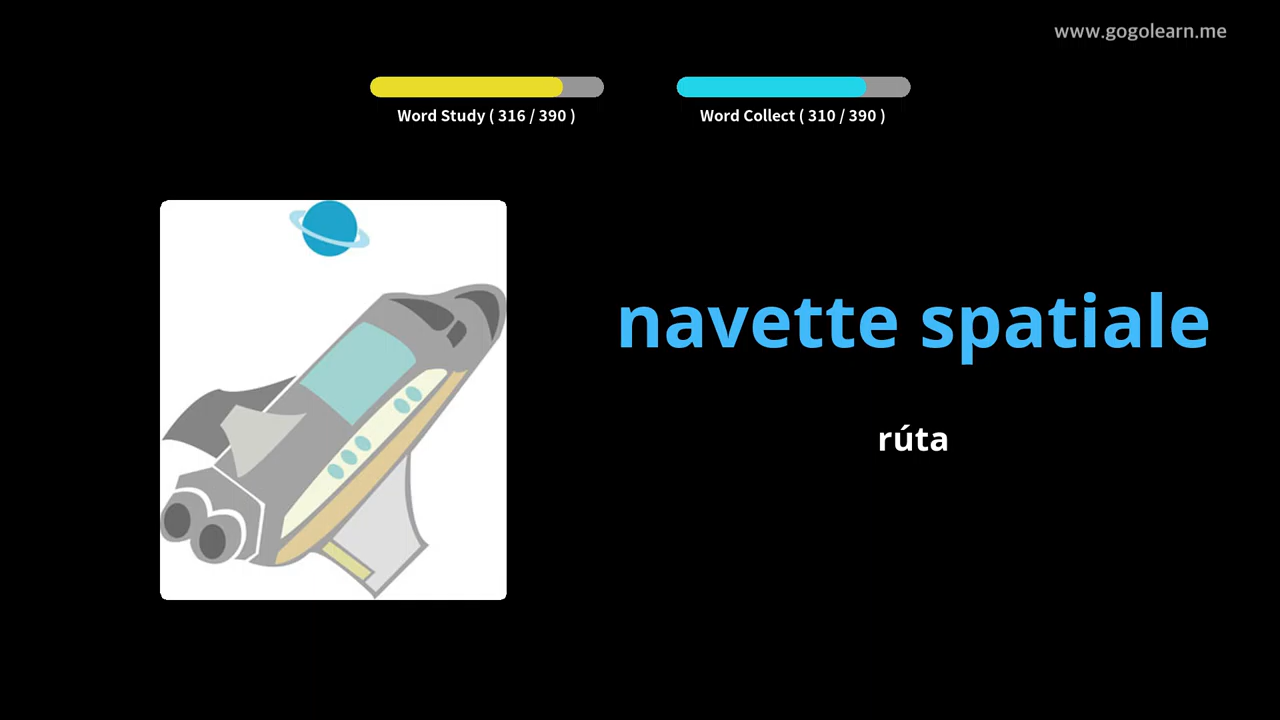 www.gogolearn.me
Word Study ( 316 / 390 )
Word Collect ( 310 / 390 )
navette spatiale
rúta